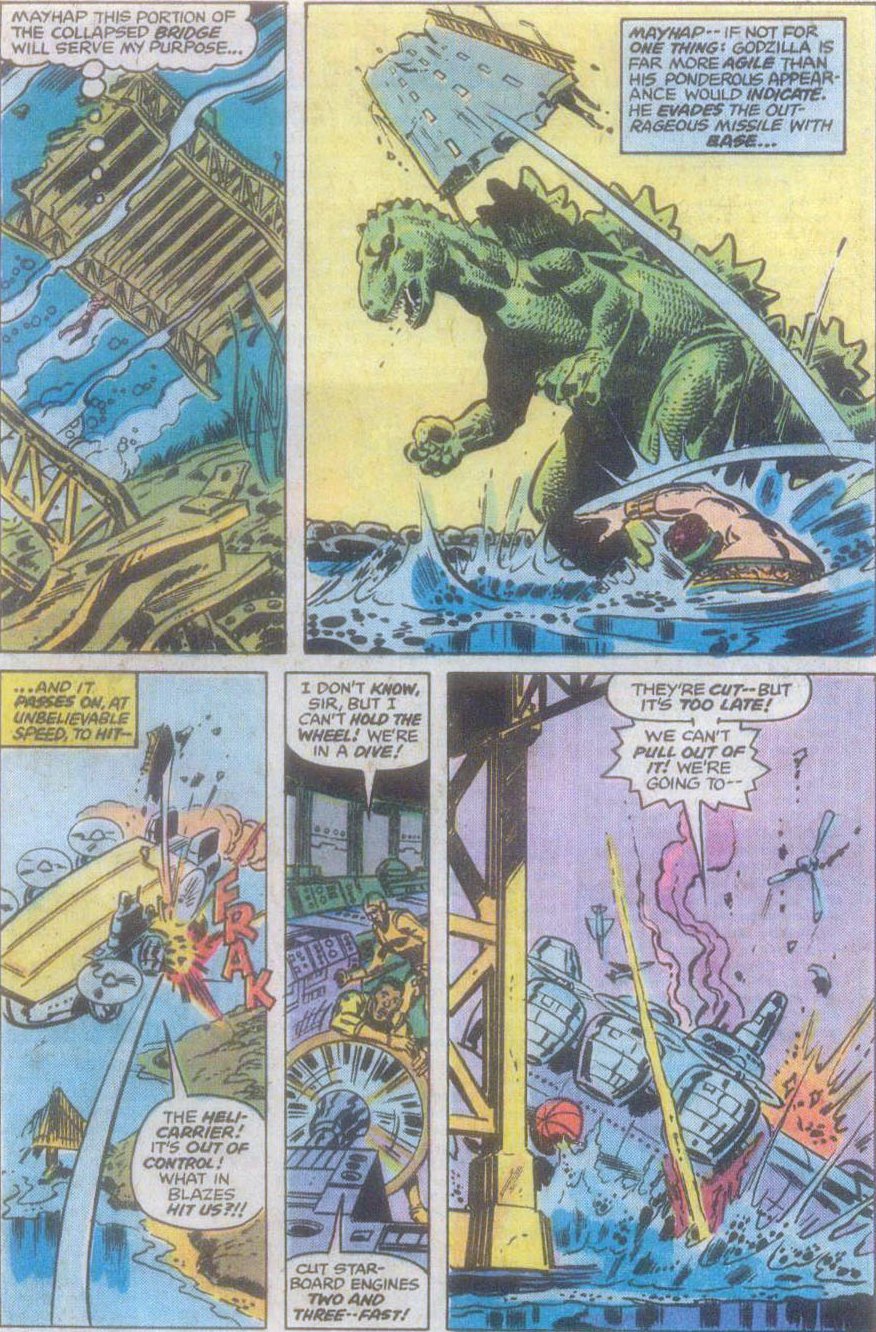 MAYHAP THIS PORTION OF
THE COLLAPSED BRIDGE
WILL SERVE MY PURPOSE...
MAYHAP-- IF NOT FOR
ONE THING: GODZILLA IS
FAR MORE AGILE THAN
HIS PONDEROUS APPEAR-
ANCE WOULD INDICATE.
HE EVADES THE OUT-
RAGEOUS MISSILE WITH
EASE...
...AND IT
PASSES ON, AT
UNBELIEVABLE
SPEED, TO HIT--
FRAK
THE HELI-
CARRIER!
IT'S OUT OF
CONTROL!
WHAT IN
BLAZES
HIT US?!!
I DON'T KNOW,
SIR, BUT I
CAN'T HOLD THE
WHEEL! WE'RE
IN A DIVE!
CUT STAR-
BOARD ENGINES
TWO AND
THREE--FAST!
THEY'RE CUT--BUT
IT'S TOO LATE!
WE CAN'T
PULL OUT OF
IT! WE'RE
GOING TO--